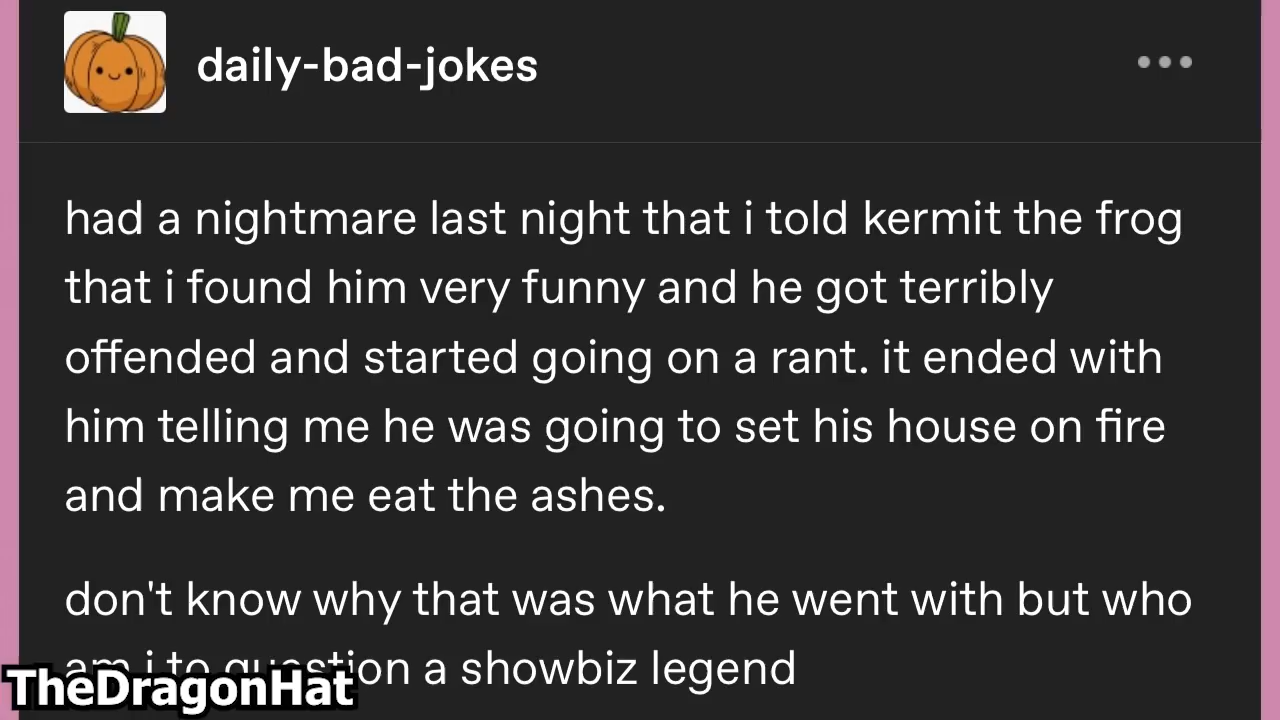 daily-bad-jokes
had a nightmare last night that i told kermit the frog
that i found him very funny and he got terribly
offended and started going on a rant. it ended with
him telling me he was going to set his house on fire
and make me eat the ashes.
don't know why that was what he went with but who
am i to question a showbiz legend
TheDragonHat